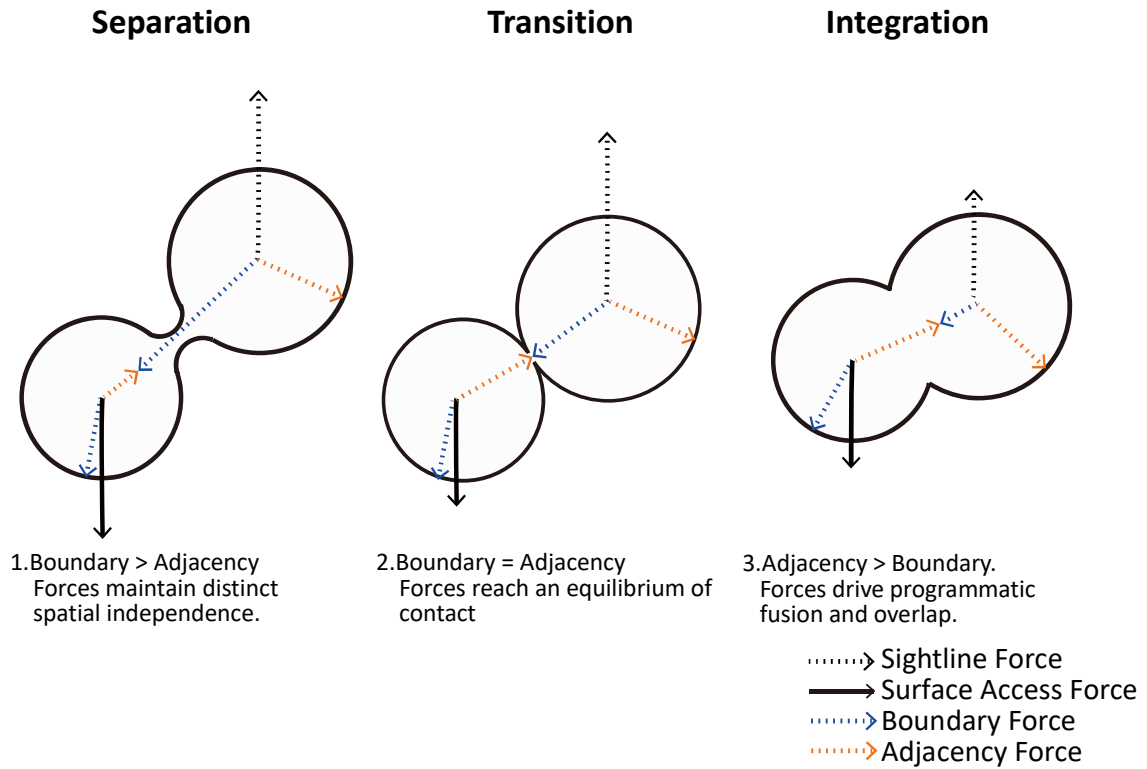 Separation
Transition
Integration
1.Boundary > Adjacency
Forces maintain distinct
spatial independence.
2.Boundary = Adjacency
Forces reach an equilibrium of
contact
3.Adjacency > Boundary.
Forces drive programmatic
fusion and overlap.
Sightline Force
Surface Access Force
Boundary Force
Adjacency Force